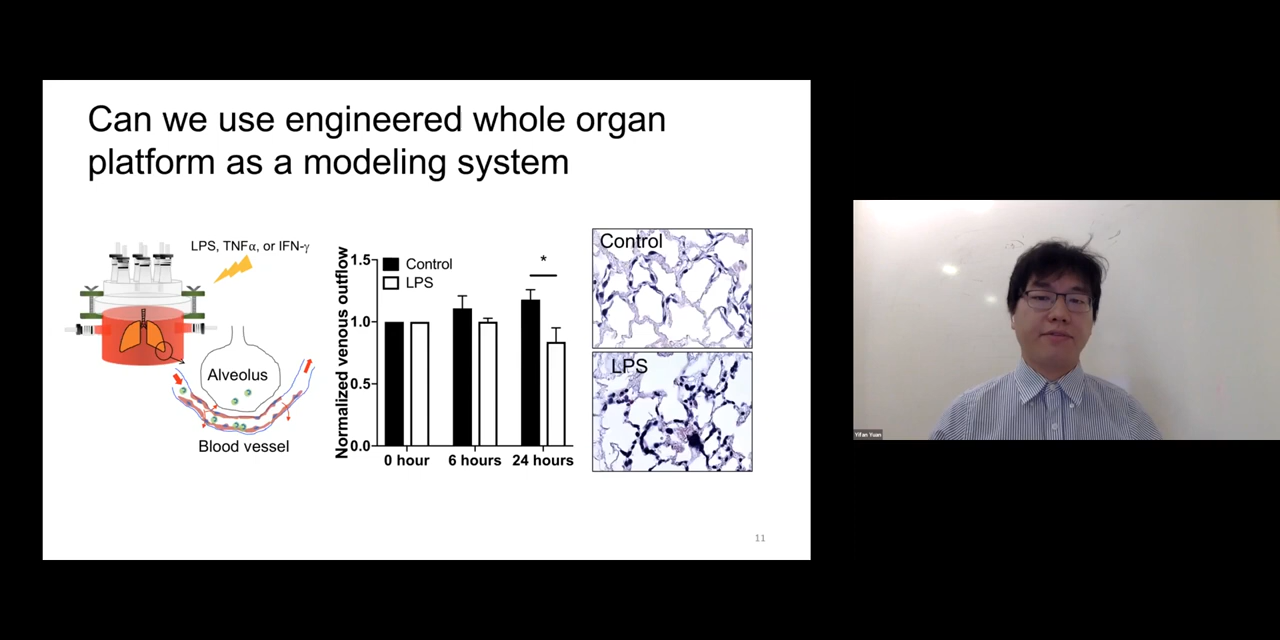 Can we use engineered whole organ
platform as a modeling system
LPS, TNFα, or IFN-γ
Alveolus
Blood vessel
Normalized venous outflow
1.5
1.0
0.5
0.0
Control
LPS
*
0 hour
6 hours
24 hours
Control
LPS
11
Yifan Yuan